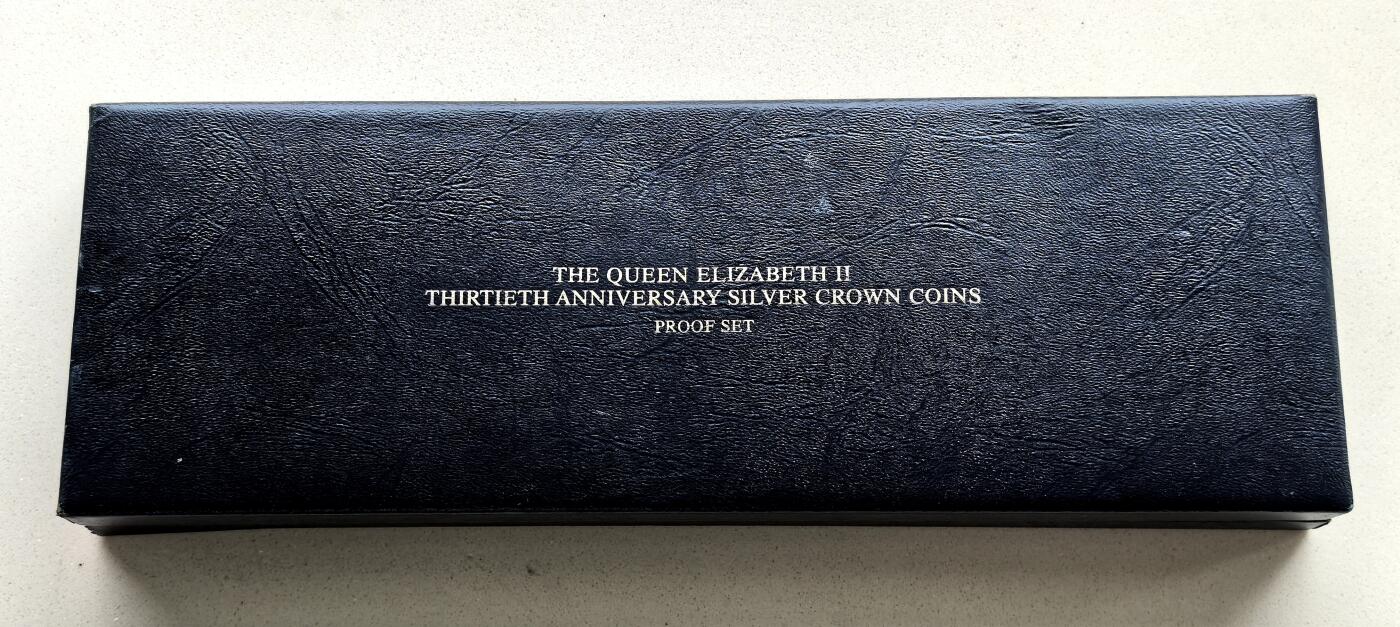 THE QUEEN ELIZABETH II
THIRTIETH ANNIVERSARY SILVER CROWN COINS
PROOF SET